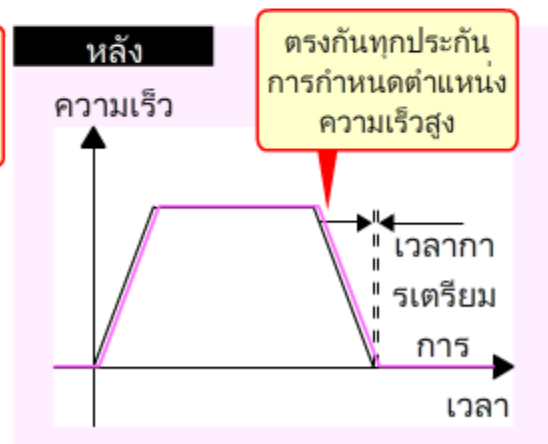 หลัง
ตรงกันทุกประกัน
การกำหนดตำแหน่ง
ความเร็วสูง
ความเร็ว
เวลากา
รเตรียม
การ
เวลา